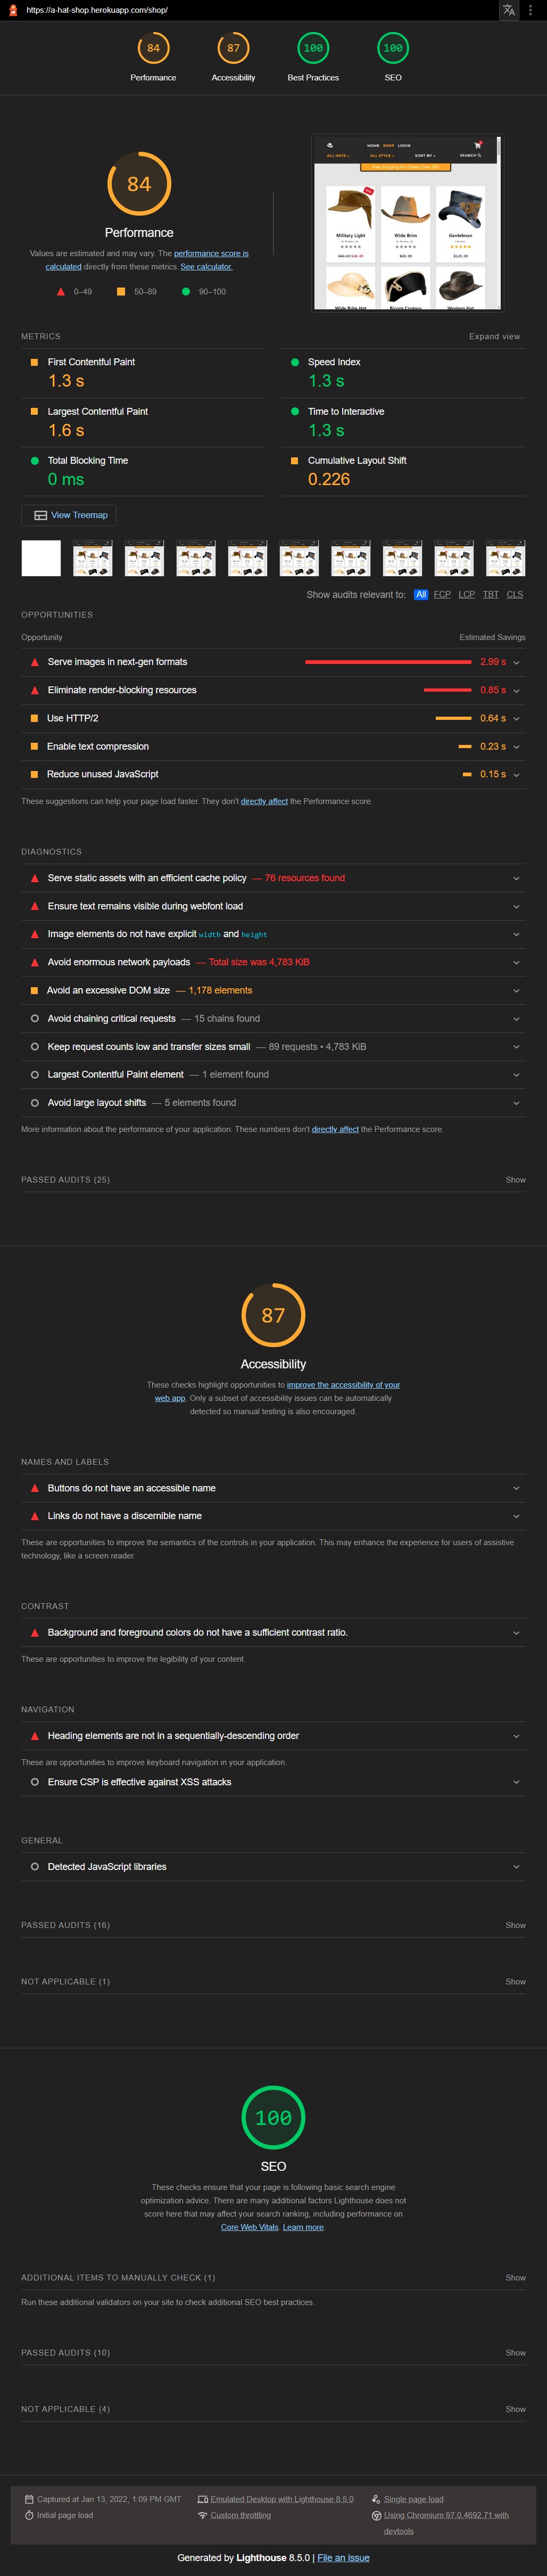 https://a-hat-shop.herokuapp.com/shop/
84
87
100
100
Performance
Accessibility
Best Practices
SEO
84
Performance
Values are estimated and may vary. The performance score is
calculated directly from these metrics. See calculator.
0–49
50–89
90–100
HOME SHOP LOGIN
ALL HATS
ALL STYLE
SORT BY
SEARCH
Free Shipping For Orders Over $50
Military Light
Wide Brim
Gentelman
METRICS
Expand view
First Contentful Paint
1.3 s
Speed Index
1.3 s
Largest Contentful Paint
1.6 s
Time to Interactive
1.3 s
Total Blocking Time
0 ms
Cumulative Layout Shift
0.226
View Treemap
Show audits relevant to: All FCP LCP TBT CLS
OPPORTUNITIES
Opportunity
Estimated Savings
Serve images in next-gen formats
2.99 s
Eliminate render-blocking resources
0.85 s
Use HTTP/2
0.64 s
Enable text compression
0.23 s
Reduce unused JavaScript
0.15 s
These suggestions can help your page load faster. They don't directly affect the Performance score.
DIAGNOSTICS
Serve static assets with an efficient cache policy — 76 resources found
Ensure text remains visible during webfont load
Image elements do not have explicit width and height
Avoid enormous network payloads — Total size was 4,783 KiB
Avoid an excessive DOM size — 1,178 elements
Avoid chaining critical requests — 15 chains found
Keep request counts low and transfer sizes small — 89 requests • 4,783 KiB
Largest Contentful Paint element — 1 element found
Avoid large layout shifts — 5 elements found
More information about the performance of your application. These numbers don't directly affect the Performance score.
PASSED AUDITS (25)
Show
87
Accessibility
These checks highlight opportunities to improve the accessibility of your
web app. Only a subset of accessibility issues can be automatically
detected so manual testing is also encouraged.
NAMES AND LABELS
Buttons do not have an accessible name
Links do not have a discernible name
These are opportunities to improve the semantics of the controls in your application. This may enhance the experience for users of assistive
technology, like a screen reader.
CONTRAST
Background and foreground colors do not have a sufficient contrast ratio.
These are opportunities to improve the legibility of your content.
NAVIGATION
Heading elements are not in a sequentially-descending order
These are opportunities to improve keyboard navigation in your application.
Ensure CSP is effective against XSS attacks
GENERAL
Detected JavaScript libraries
PASSED AUDITS (16)
Show
NOT APPLICABLE (1)
Show
100
SEO
These checks ensure that your page is following basic search engine
optimization advice. There are many additional factors Lighthouse does not
score here that may affect your search ranking, including performance on
Core Web Vitals. Learn more.
ADDITIONAL ITEMS TO MANUALLY CHECK (1)
Show
Run these additional validators on your site to check additional SEO best practices.
PASSED AUDITS (10)
Show
NOT APPLICABLE (4)
Show
Captured at Jan 13, 2022, 1:09 PM GMT
Emulated Desktop with Lighthouse 8.5.0
Single page load
Initial page load
Custom throttling
Using Chromium 97.0.4692.71 with
devtools
Generated by Lighthouse 8.5.0 | File an issue